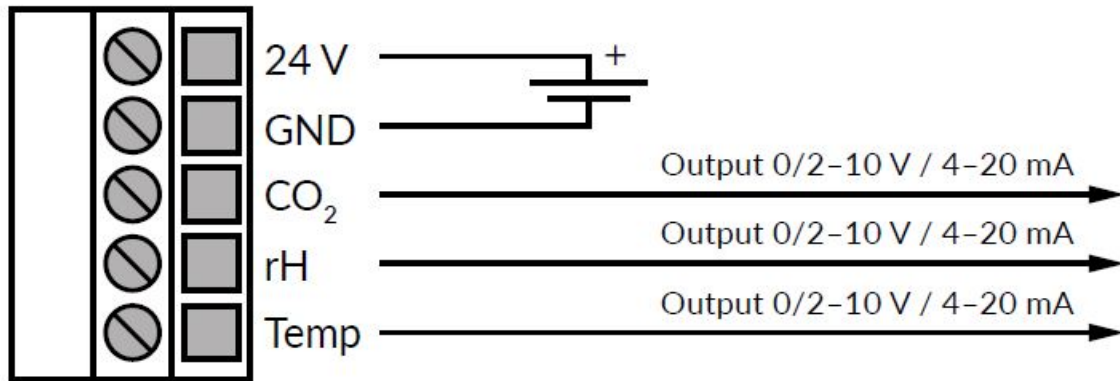 24 V
+
GND
Output 0/2–10 V / 4–20 mA
CO₂
Output 0/2–10 V / 4–20 mA
rH
Output 0/2–10 V / 4–20 mA
Temp